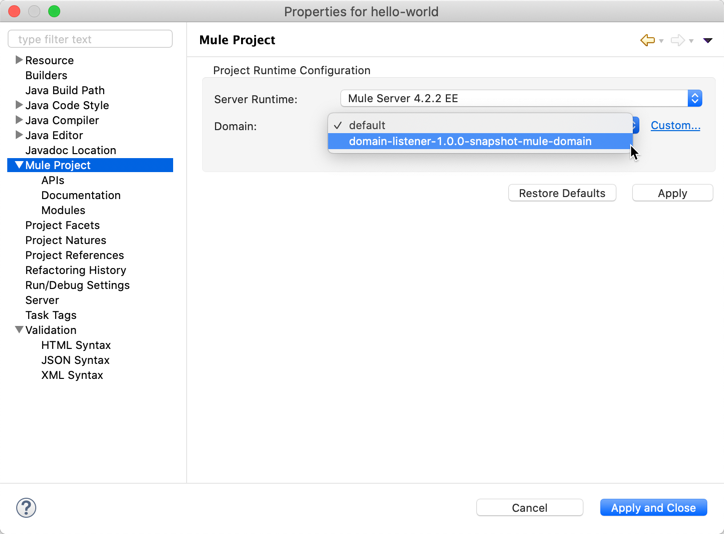 Properties for hello-world
type filter text
Resource
Builders
Java Build Path
Java Code Style
Java Compiler
Java Editor
Javadoc Location
Mule Project
APIs
Documentation
Modules
Project Facets
Project Natures
Project References
Refactoring History
Run/Debug Settings
Server
Task Tags
Validation
HTML Syntax
JSON Syntax
XML Syntax
Mule Project
Project Runtime Configuration
Server Runtime: Mule Server 4.2.2 EE
Domain: ✓ default Custom...
domain-listener-1.0.0-snapshot-mule-domain
Restore Defaults Apply
? Cancel Apply and Close